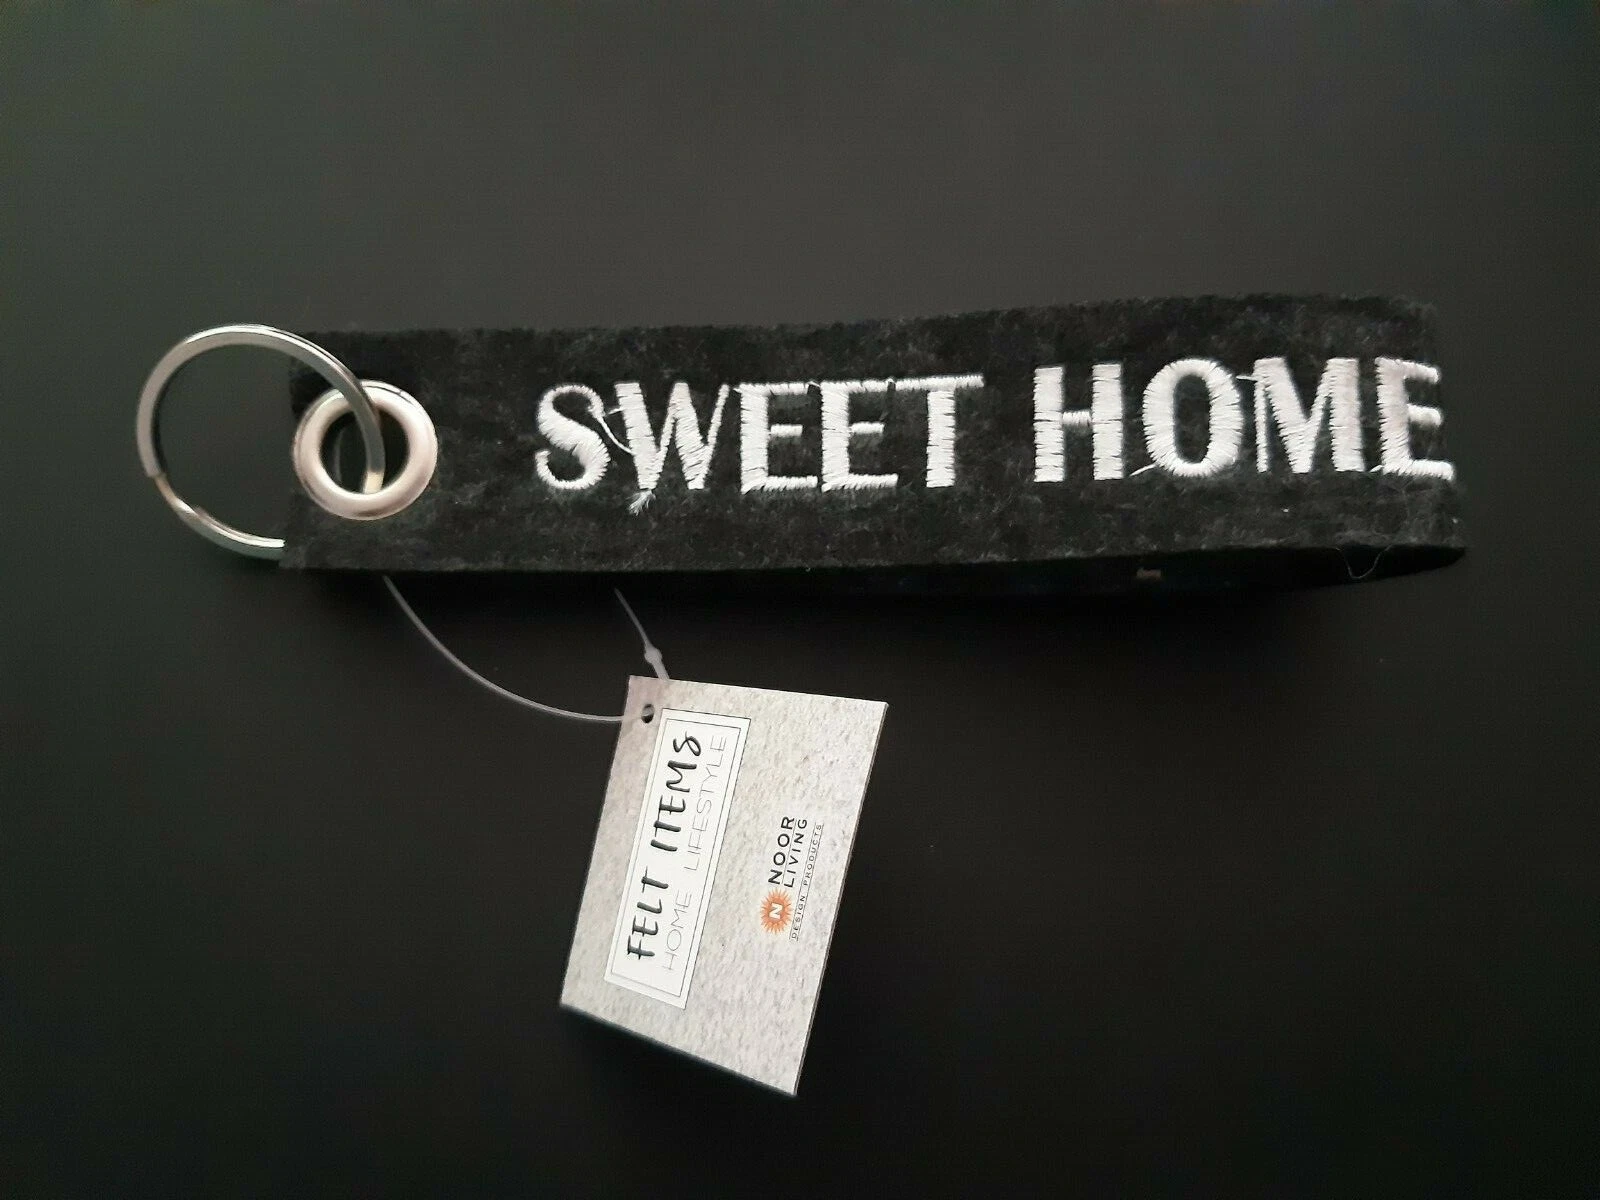 SWEET HOME
FELT ITEMS
HOME LIFESTYLE
N
NOOR
LIVING
DESIGN PRODUCTS